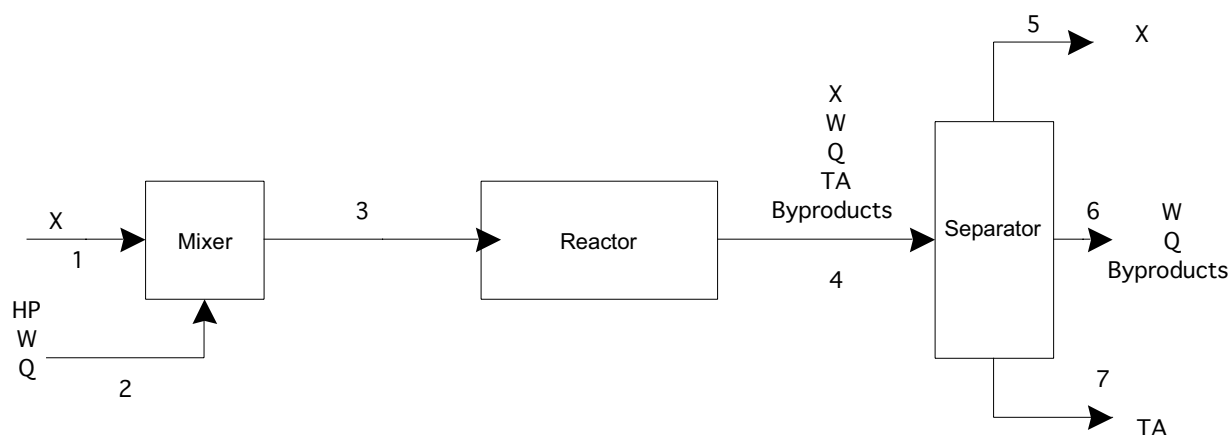 5
X
X
W
Q
TA
Byproducts
X
1
Mixer
3
Reactor
4
Separator
6
W
Q
Byproducts
HP
W
Q
2
7
TA